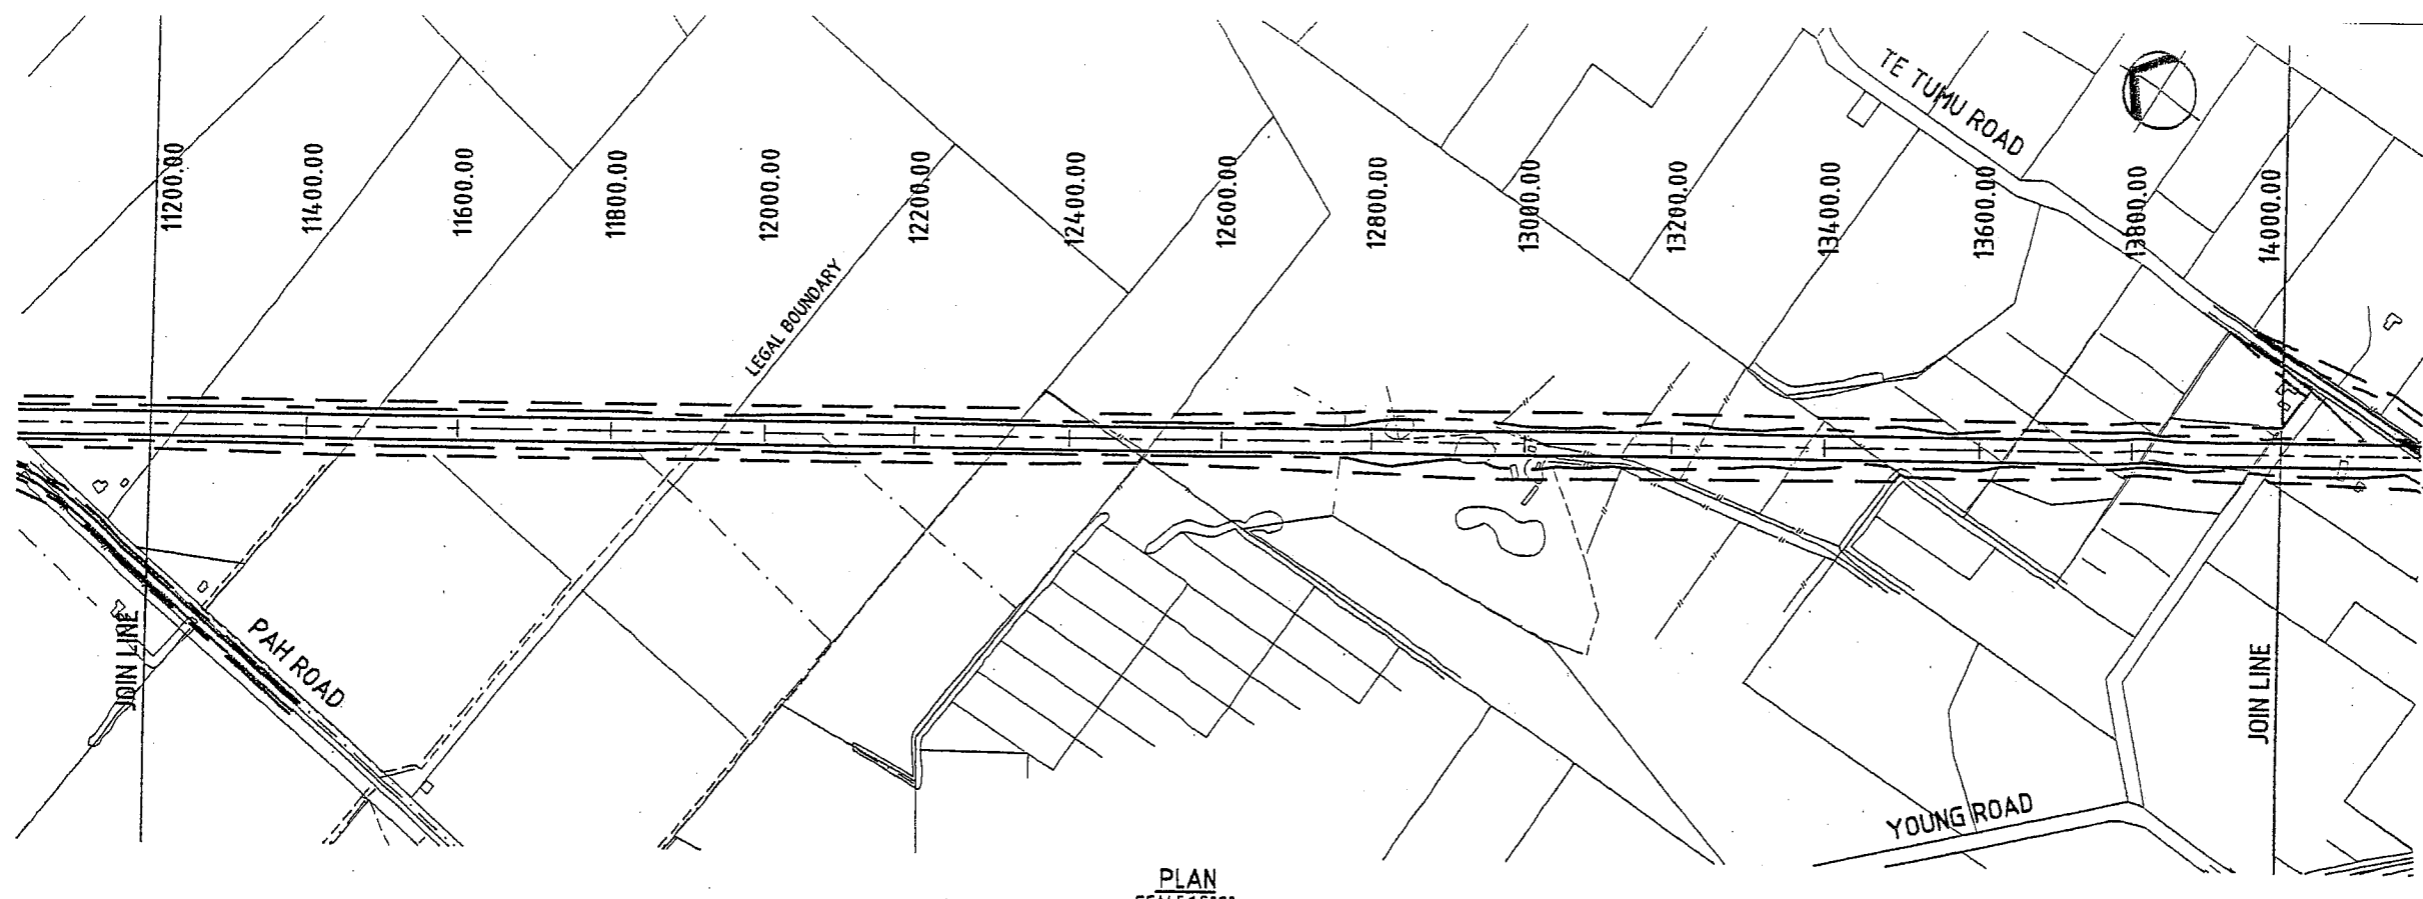 TE TUMU ROAD
11200.00
11400.00
11600.00
11800.00
12000.00
12200.00
12400.00
12600.00
12800.00
13000.00
13200.00
13400.00
13600.00
13800.00
14000.00
LEGAL BOUNDARY
JOIN LINE
PAH ROAD
JOIN LINE
YOUNG ROAD
PLAN